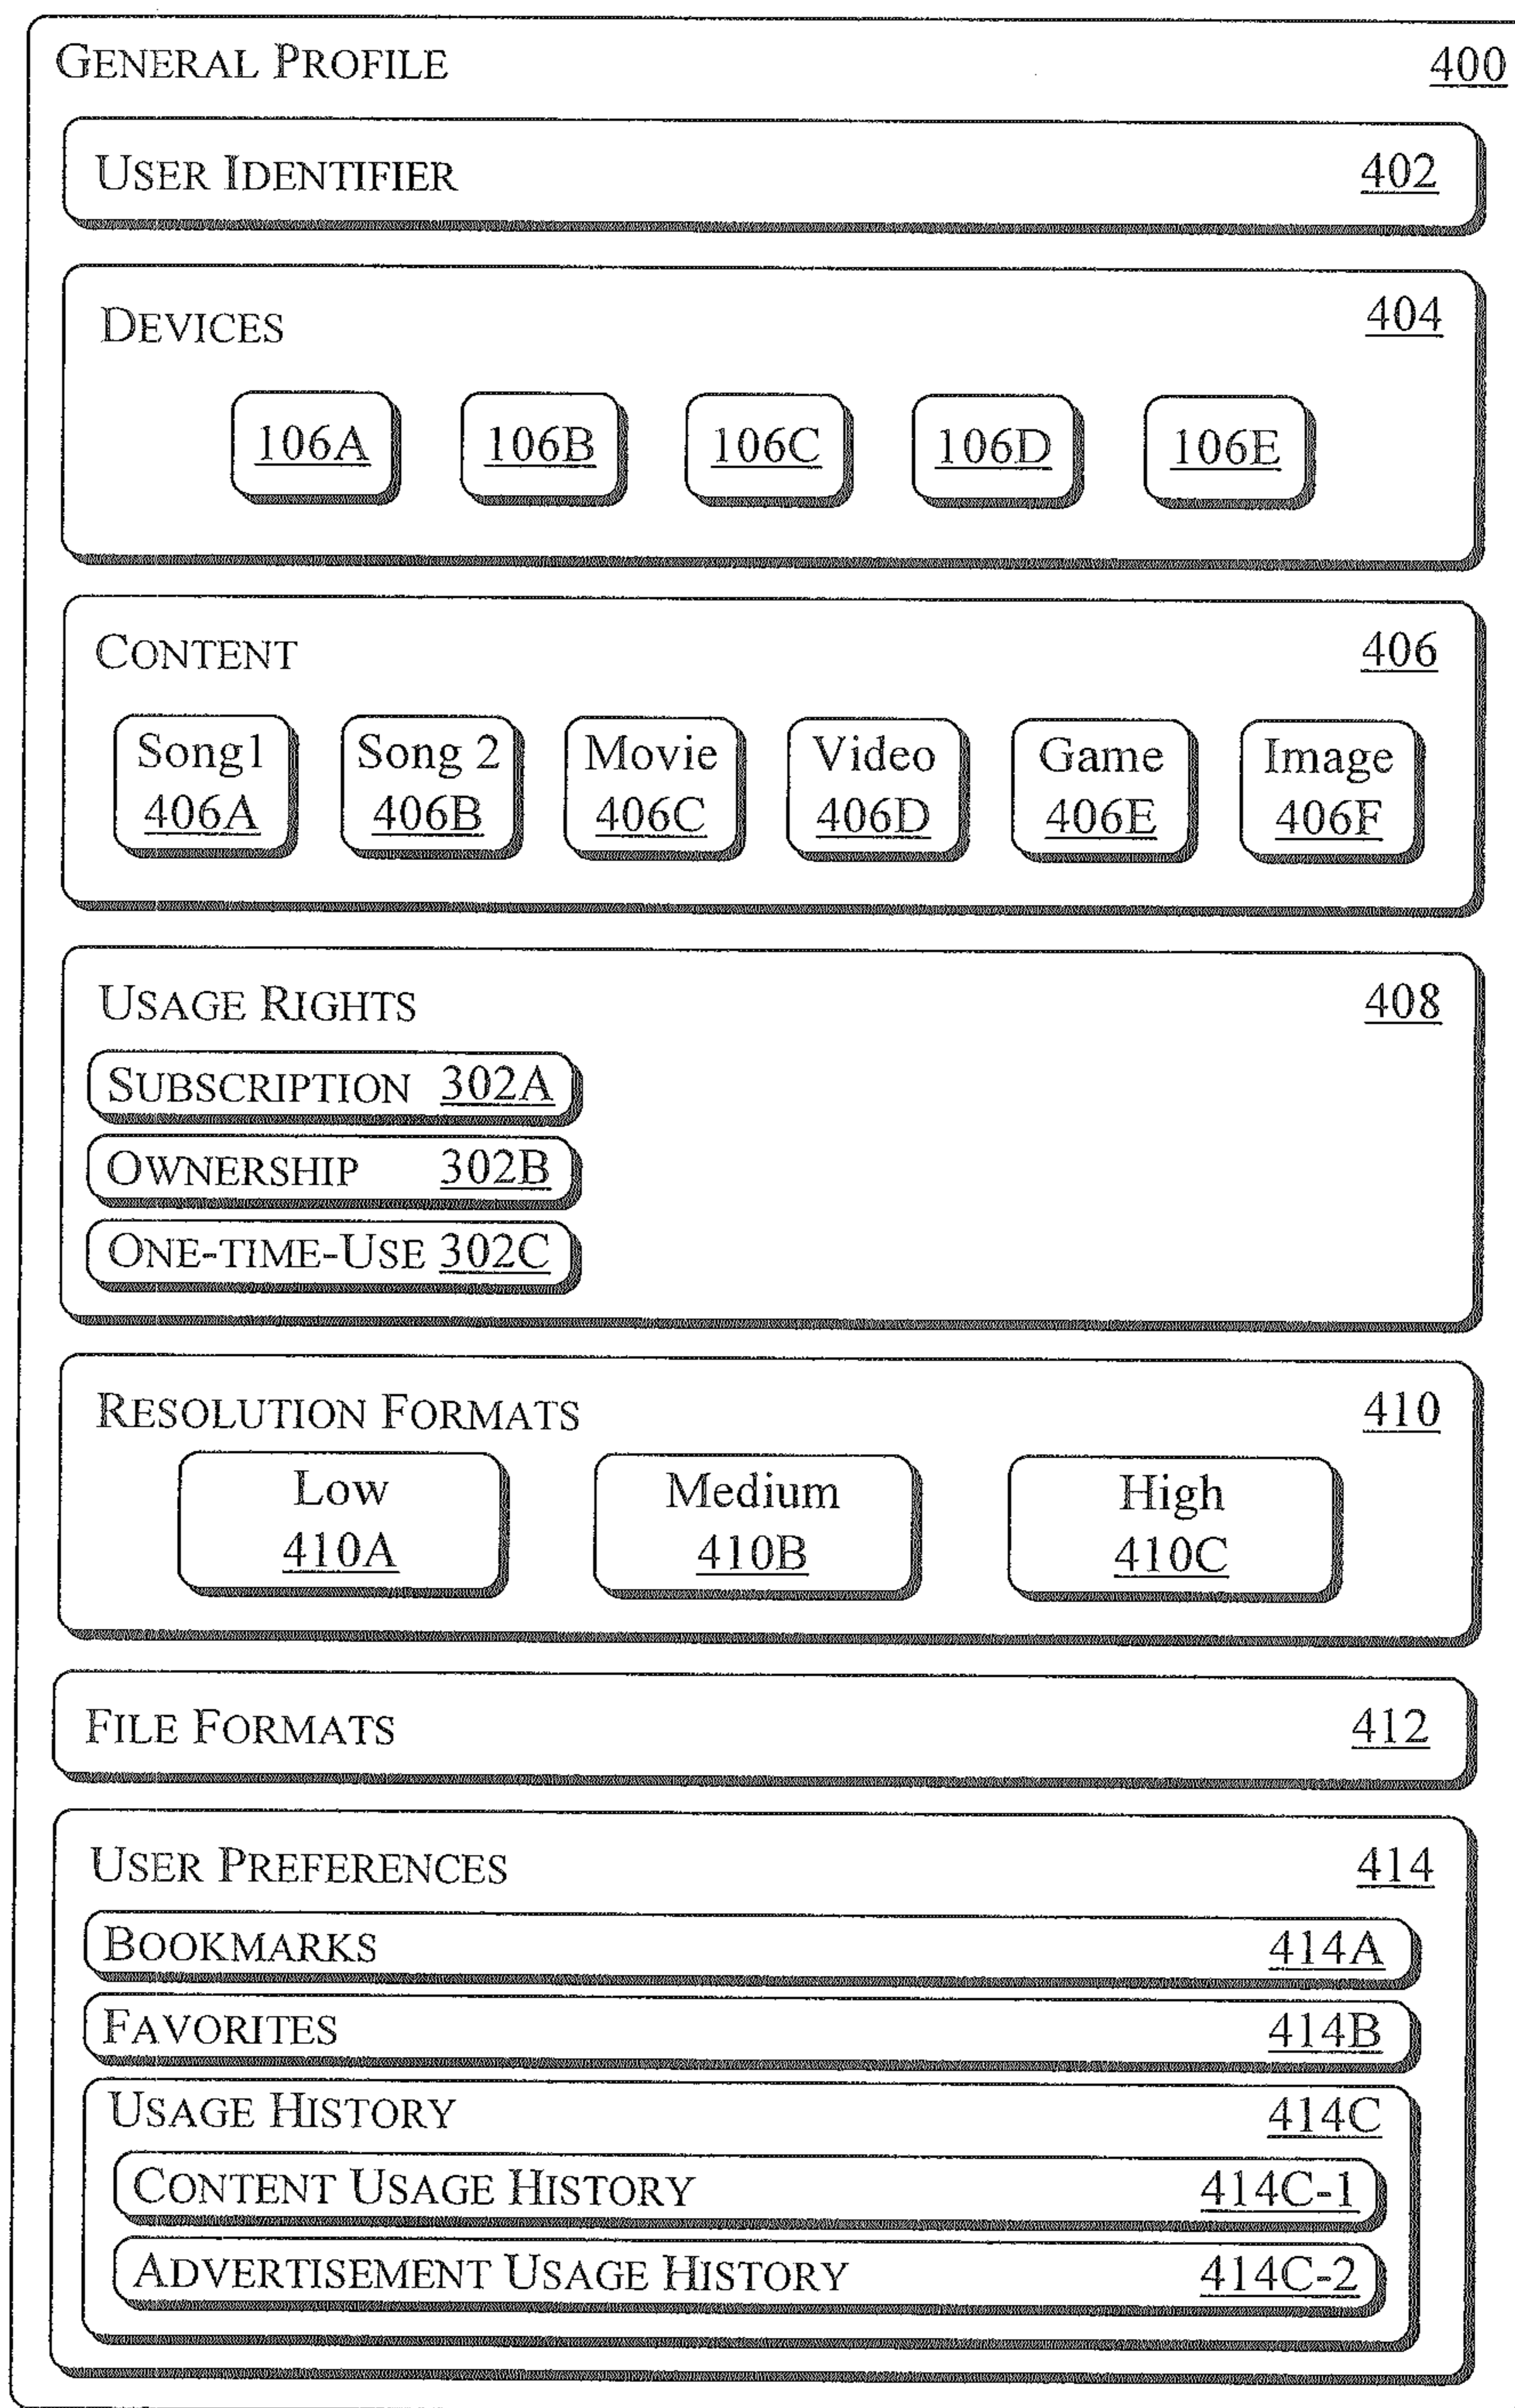 GENERAL PROFILE 400
USER IDENTIFIER 402
DEVICES 404
106A 106B 106C 106D 106E
CONTENT 406
Song1 Song 2 Movie Video Game Image
406A 406B 406C 406D 406E 406F
USAGE RIGHTS 408
SUBSCRIPTION 302A
OWNERSHIP 302B
ONE-TIME-USE 302C
RESOLUTION FORMATS 410
Low Medium High
410A 410B 410C
FILE FORMATS 412
USER PREFERENCES 414
BOOKMARKS 414A
FAVORITES 414B
USAGE HISTORY 414C
CONTENT USAGE HISTORY 414C-1
ADVERTISEMENT USAGE HISTORY 414C-2